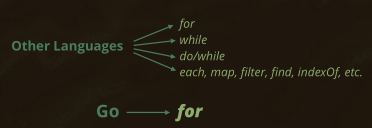 for
while
Other Languages
do/while
each, map, filter, find, indexOf, etc.
Go for